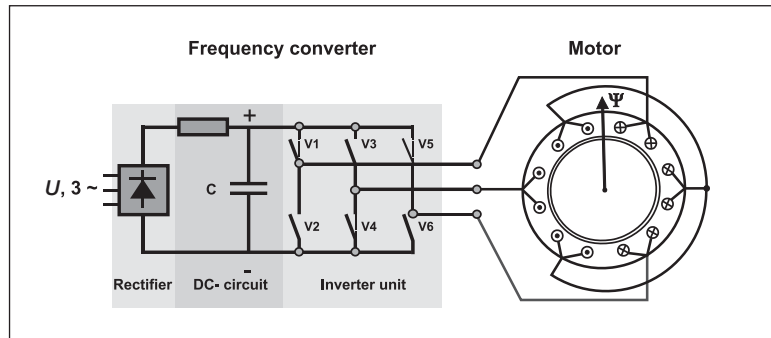 Frequency converter
Motor
+
V1
V3
V5
Ψ
U, 3 ~
C
V2
V4
V6
-
Rectifier
DC- circuit
Inverter unit